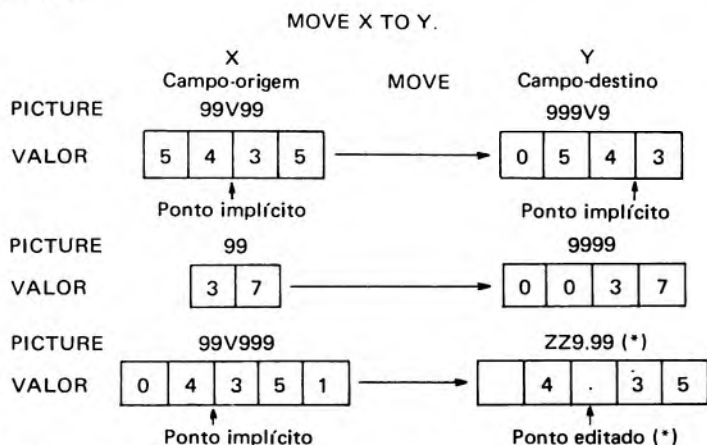 MOVE X TO Y.
X Y
Campo-origem MOVE Campo-destino
PICTURE 99V99 999V9
VALOR 5 4 3 5 0 5 4 3
Ponto implícito Ponto implícito
PICTURE 99 9999
VALOR 3 7 0 0 3 7
PICTURE 99V999 ZZ9.99 (*)
VALOR 0 4 3 5 1 4 . 3 5
Ponto implícito Ponto editado (*)